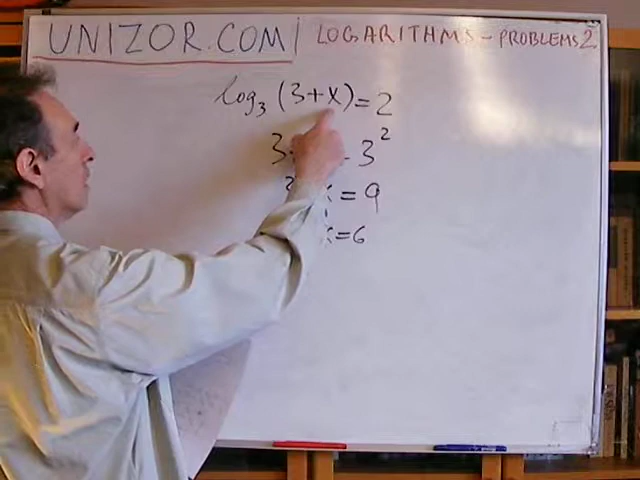 UNIZOR.COM
LOGARITHMS - PROBLEMS 2
log₃ (3+x) = 2
3 3²
= 9
=6